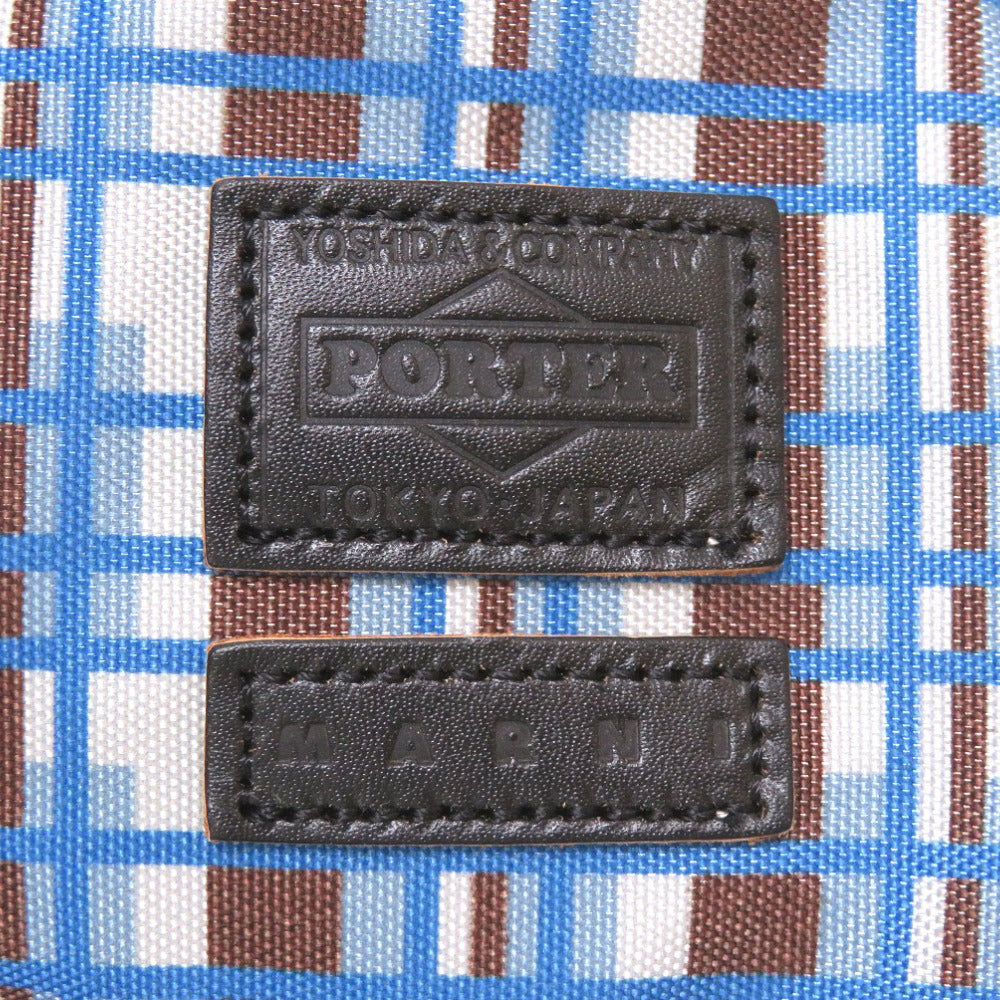 YOSHIDA & COMPANY
PORTER
TOKYO-JAPAN
MARNI